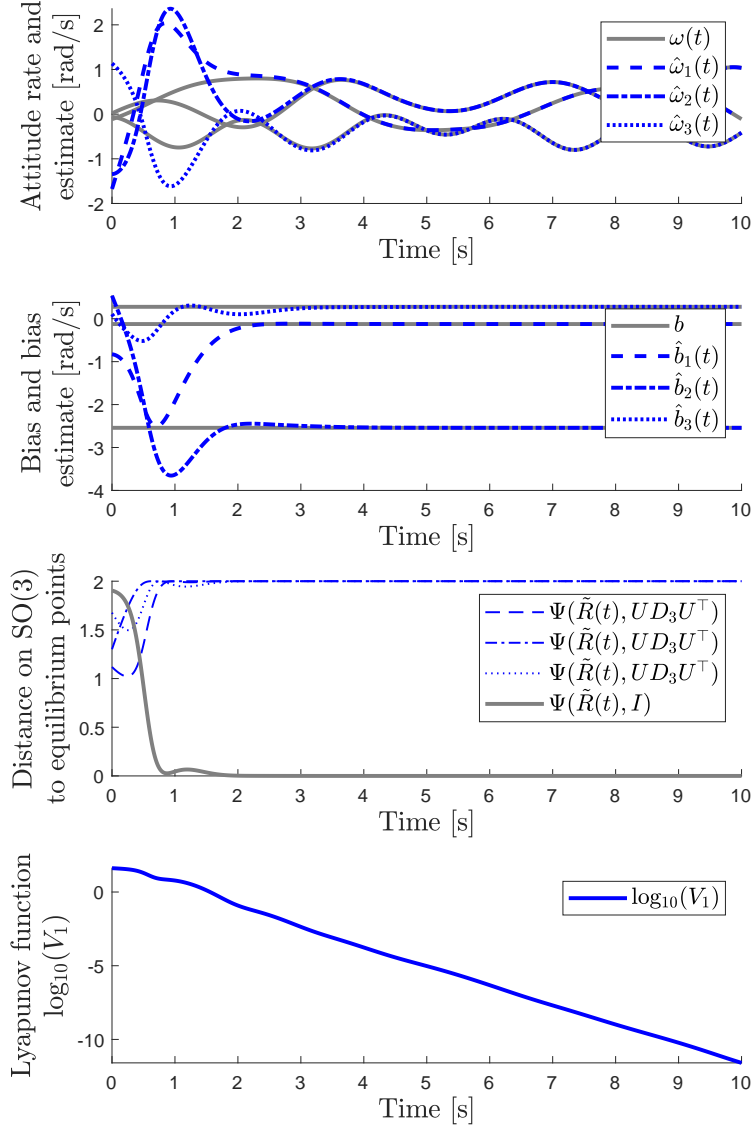 Attitude rate and
estimate [rad/s]
2
1
0
-1
-2
0 1 2 3 4 5 6 7 8 9 10
Time [s]
ω(t)
ω̂₁(t)
ω̂₂(t)
ω̂₃(t)
Bias and bias
estimate [rad/s]
0
-1
-2
-3
-4
0 1 2 3 4 5 6 7 8 9 10
Time [s]
b
b̂₁(t)
b̂₂(t)
b̂₃(t)
Distance on SO(3)
to equilibrium points
2
1.5
1
0.5
0
0 1 2 3 4 5 6 7 8 9 10
Time [s]
Ψ(R̃(t), UD₃U⊤)
Ψ(R̃(t), UD₃U⊤)
Ψ(R̃(t), UD₃U⊤)
Ψ(R̃(t), I)
Lyapunov function
log₁₀(V₁)
0
-5
-10
0 1 2 3 4 5 6 7 8 9 10
Time [s]
log₁₀(V₁)